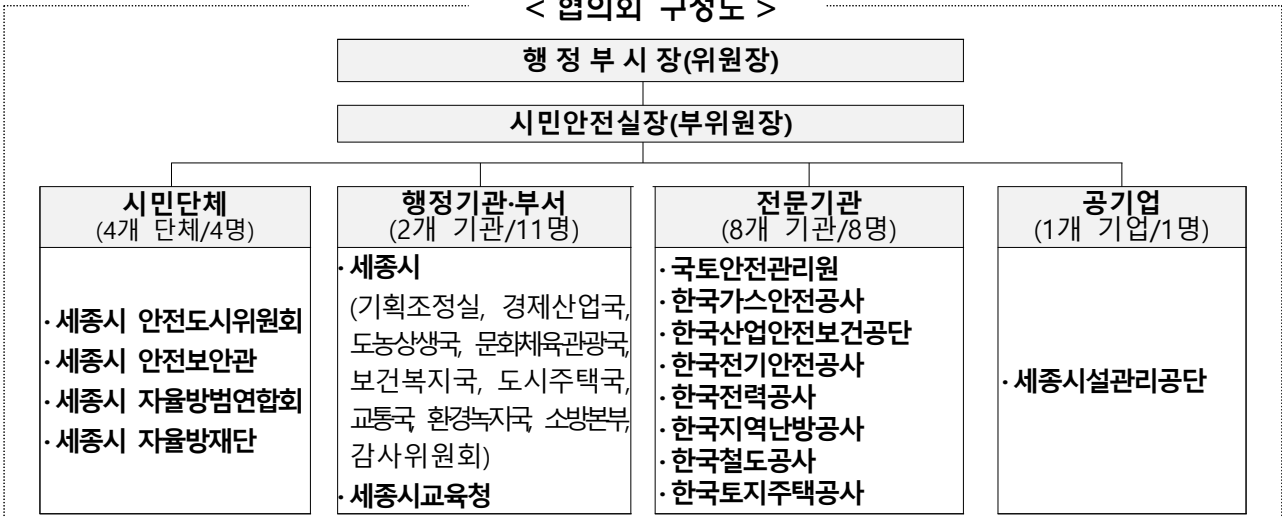 < 협의회 구성도 >
행 정 부 시 장(위원장)
시민안전실장(부위원장)
시민단체
(4개 단체/4명)
· 세종시 안전도시위원회
· 세종시 안전보안관
· 세종시 자율방범연합회
· 세종시 자율방재단
행정기관·부서
(2개 기관/11명)
· 세종시
(기획조정실, 경제산업국,
도농상생국, 문화체육관광국,
보건복지국, 도시주택국,
교통국, 환경녹지국, 소방본부,
감사위원회)
· 세종시교육청
전문기관
(8개 기관/8명)
· 국토안전관리원
· 한국가스안전공사
· 한국산업안전보건공단
· 한국전기안전공사
· 한국전력공사
· 한국지역난방공사
· 한국철도공사
· 한국토지주택공사
공기업
(1개 기업/1명)
· 세종시설관리공단